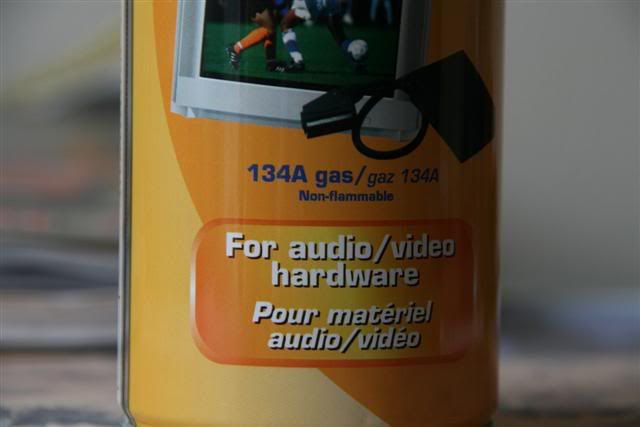 134A gas/gaz 134A
Non-flammable
For audio/video
hardware
Pour matériel
audio/vidéo